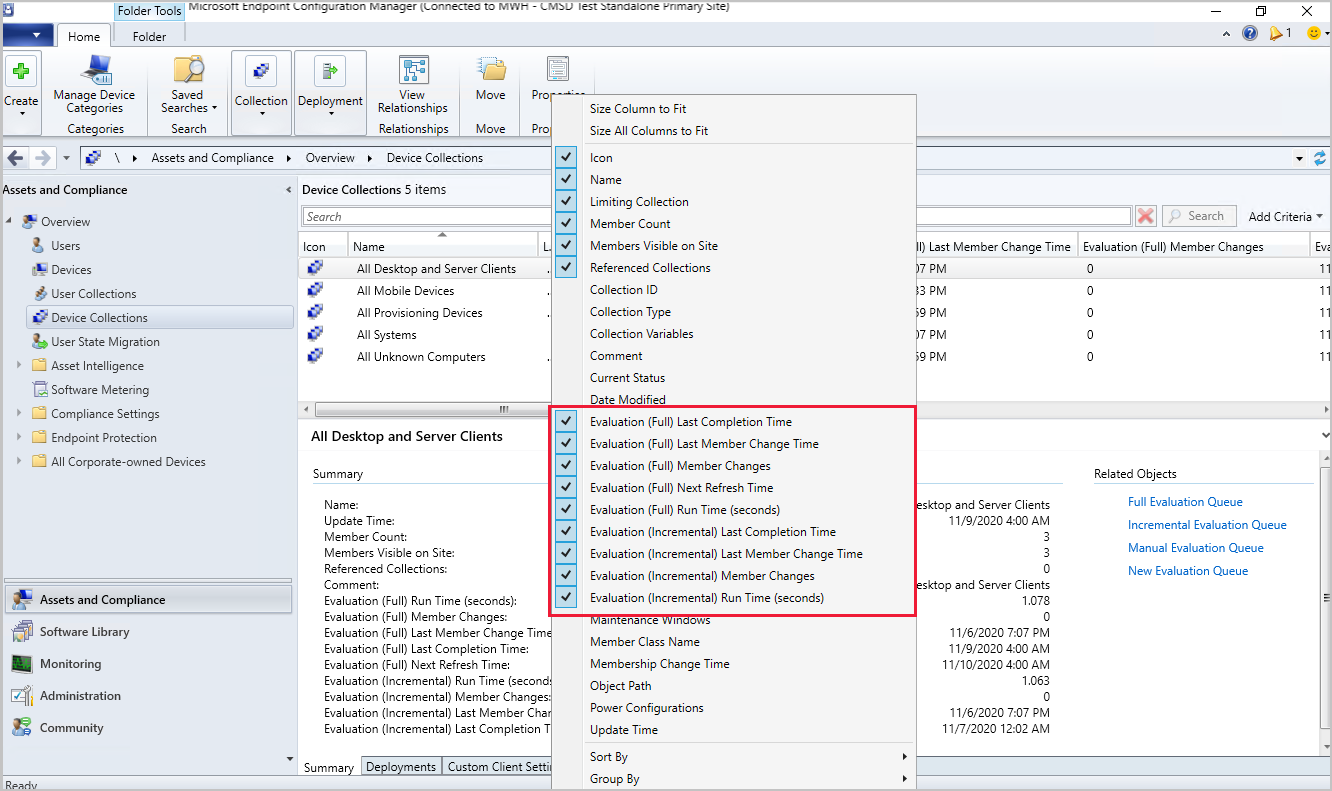 Folder Tools
Microsoft Endpoint Configuration Manager (Connected to MWH - CMSD Test Standalone Primary Site)
Home
Folder
1
Create
Manage Device
Categories
Categories
Saved
Searches
Search
Collection
Deployment
View
Relationships
Relationships
Move
Move
Properties
\ Assets and Compliance Overview Device Collections
Assets and Compliance
Overview
Users
Devices
User Collections
Device Collections
User State Migration
Asset Intelligence
Software Metering
Compliance Settings
Endpoint Protection
All Corporate-owned Devices
Assets and Compliance
Software Library
Monitoring
Administration
Community
Ready
Device Collections 5 items
Search
Search
Add Criteria
Icon Name L. ll) Last Member Change Time Evaluation (Full) Member Changes Eva
All Desktop and Server Clients ... 07 PM 0 11
All Mobile Devices ... 33 PM 0 11
All Provisioning Devices ... 59 PM 0 11
All Systems ... 07 PM 0 11
All Unknown Computers ... 59 PM 0 11
Size Column to Fit
Size All Columns to Fit
Icon
Name
Limiting Collection
Member Count
Members Visible on Site
Referenced Collections
Collection ID
Collection Type
Collection Variables
Comment
Current Status
Date Modified
Evaluation (Full) Last Completion Time
Evaluation (Full) Last Member Change Time
Evaluation (Full) Member Changes
Evaluation (Full) Next Refresh Time
Evaluation (Full) Run Time (seconds)
Evaluation (Incremental) Last Completion Time
Evaluation (Incremental) Last Member Change Time
Evaluation (Incremental) Member Changes
Evaluation (Incremental) Run Time (seconds)
Maintenance Windows
Member Class Name
Membership Change Time
Object Path
Power Configurations
Update Time
Sort By
Group By
All Desktop and Server Clients
Summary
Name: esktop and Server Clients
Update Time: 11/9/2020 4:00 AM
Member Count: 3
Members Visible on Site: 3
Referenced Collections: 0
Comment: esktop and Server Clients
Evaluation (Full) Run Time (seconds): 1.078
Evaluation (Full) Member Changes: 0
Evaluation (Full) Last Member Change Time 11/6/2020 7:07 PM
Evaluation (Full) Last Completion Time: 11/9/2020 4:00 AM
Evaluation (Full) Next Refresh Time: 11/10/2020 4:00 AM
Evaluation (Incremental) Run Time (seconds 1.063
Evaluation (Incremental) Member Changes: 0
Evaluation (Incremental) Last Member Char 11/6/2020 7:07 PM
Evaluation (Incremental) Last Completion T 11/7/2020 12:02 AM
Related Objects
Full Evaluation Queue
Incremental Evaluation Queue
Manual Evaluation Queue
New Evaluation Queue
Summary
Deployments
Custom Client Setti